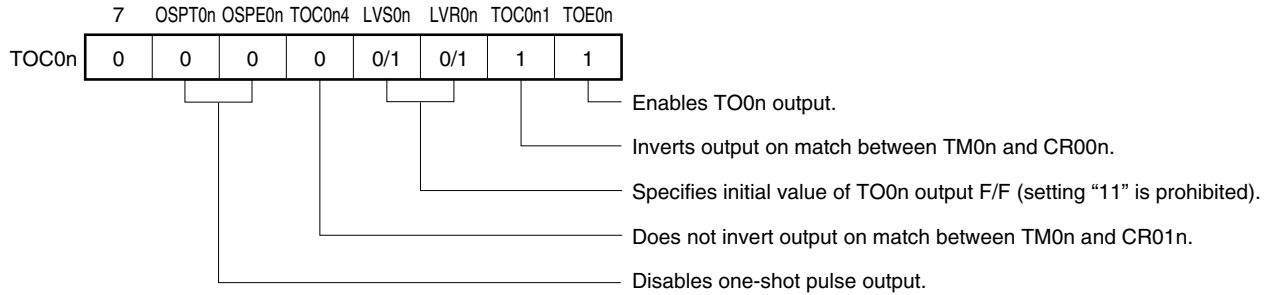 7 OSPT0n OSPE0n TOC0n4 LVS0n LVR0n TOC0n1 TOE0n
TOC0n 0 0 0 0 0/1 0/1 1 1
Enables TO0n output.
Inverts output on match between TM0n and CR00n.
Specifies initial value of TO0n output F/F (setting “11” is prohibited).
Does not invert output on match between TM0n and CR01n.
Disables one-shot pulse output.